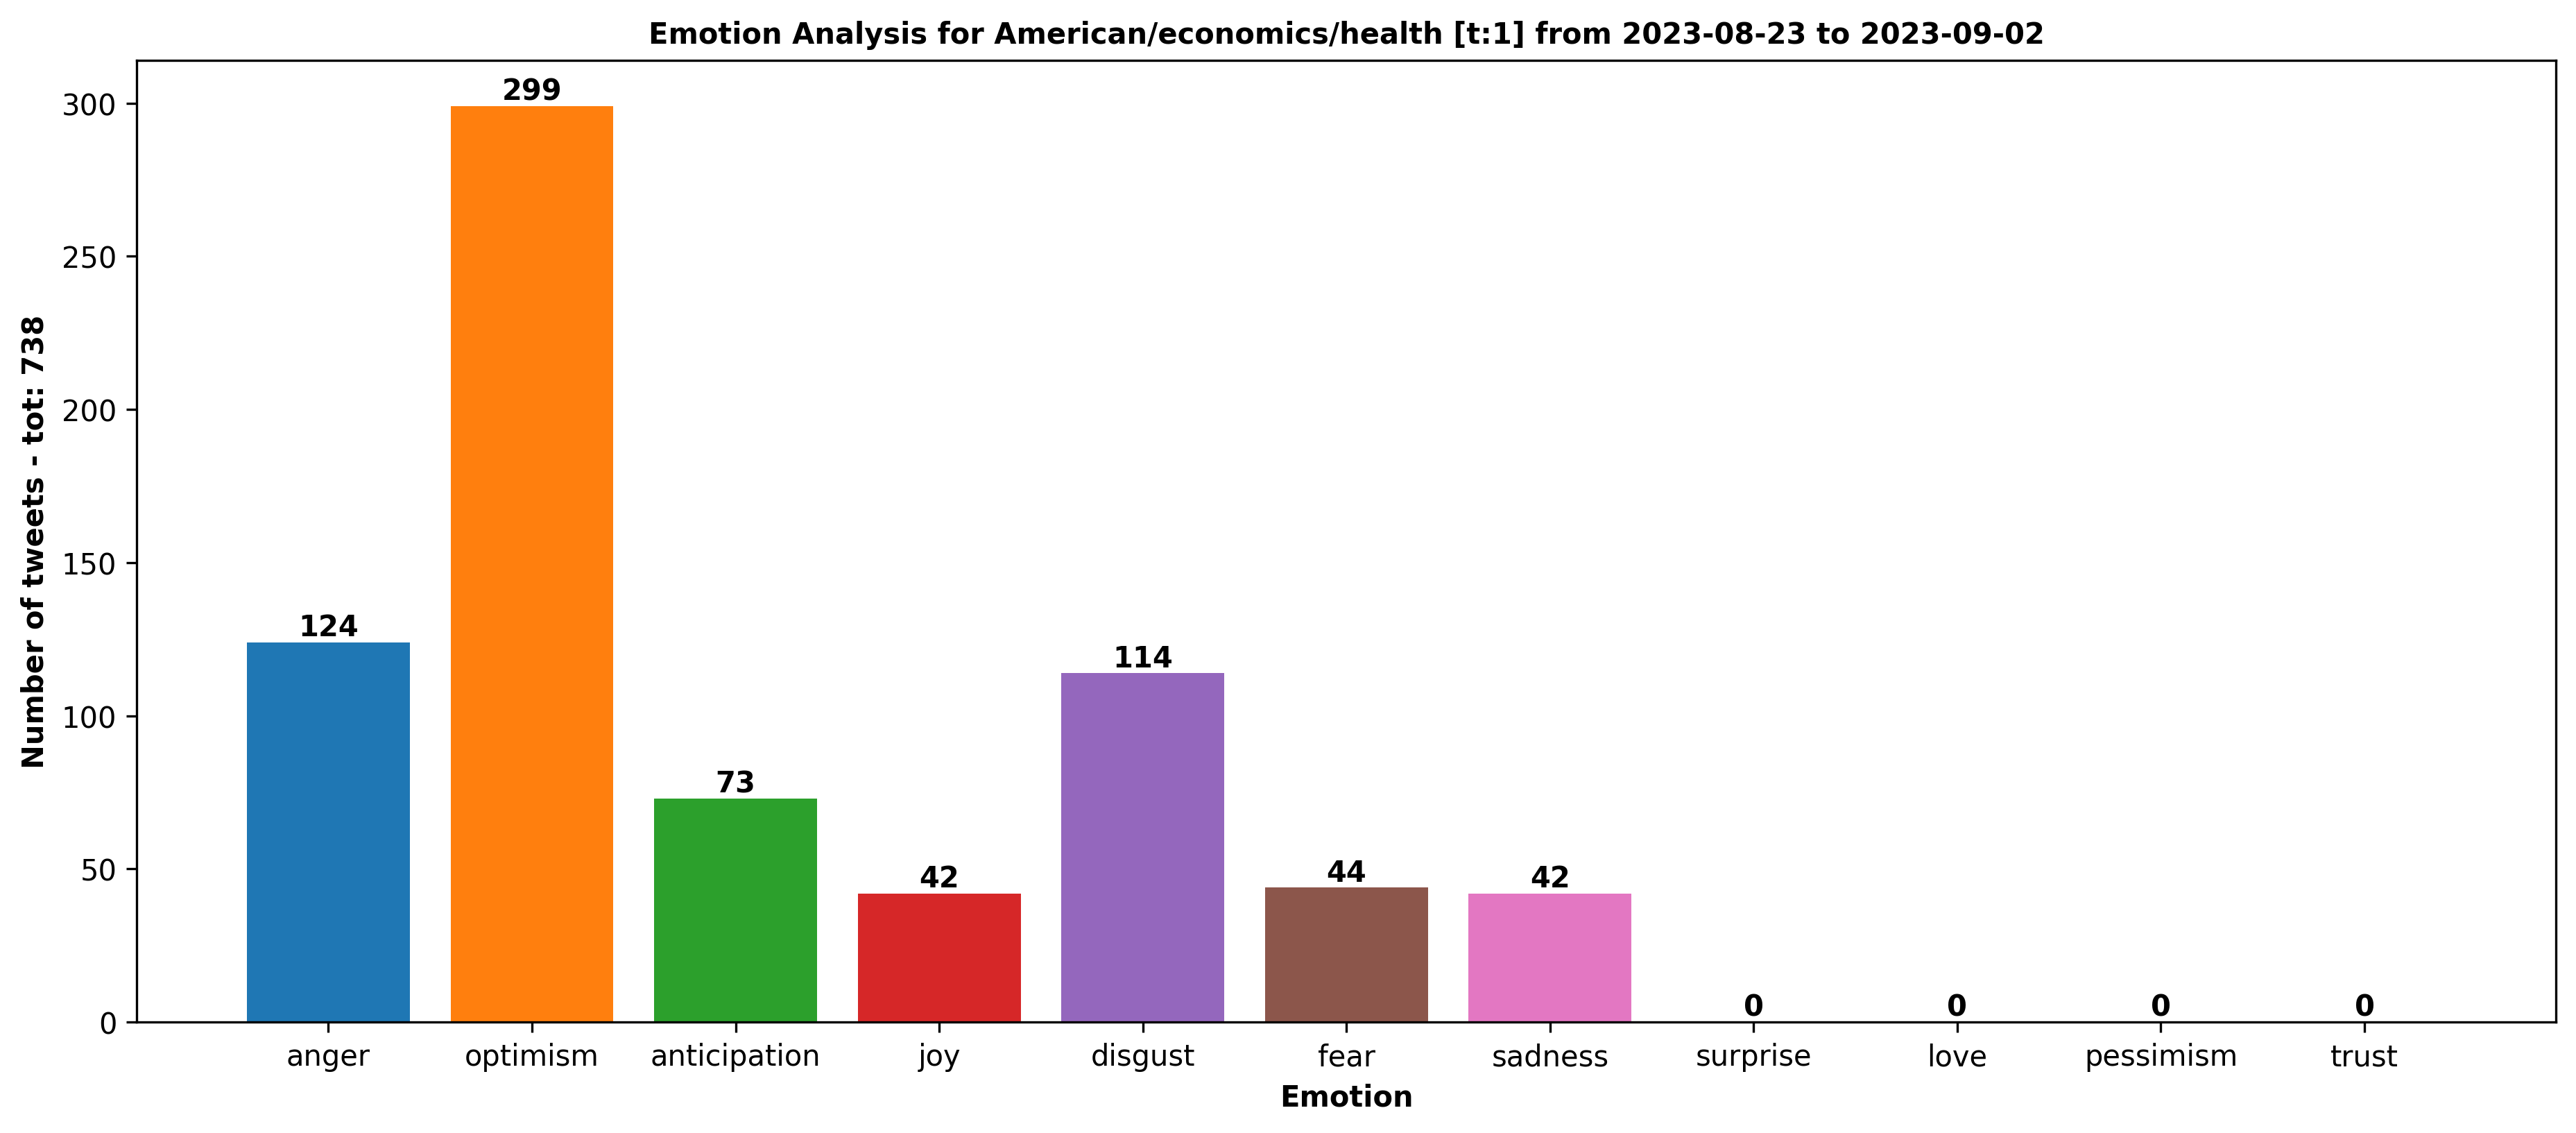 Emotion Analysis for American/economics/health [t:1] from 2023-08-23 to 2023-09-02
Number of tweets - tot: 738
300
250
200
150
100
50
0
124
299
73
42
114
44
42
0
0
0
0
anger
optimism
anticipation
joy
disgust
fear
sadness
surprise
love
pessimism
trust
Emotion